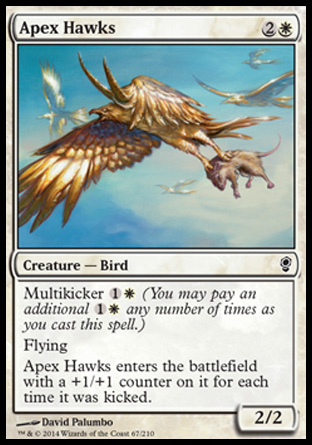 Apex Hawks 2
Creature — Bird
Multikicker 1 (You may pay an
additional 1 any number of times as
you cast this spell.)
Flying
Apex Hawks enters the battlefield
with a +1/+1 counter on it for each
time it was kicked.
David Palumbo
™ & © 2014 Wizards of the Coast 67/210
2/2